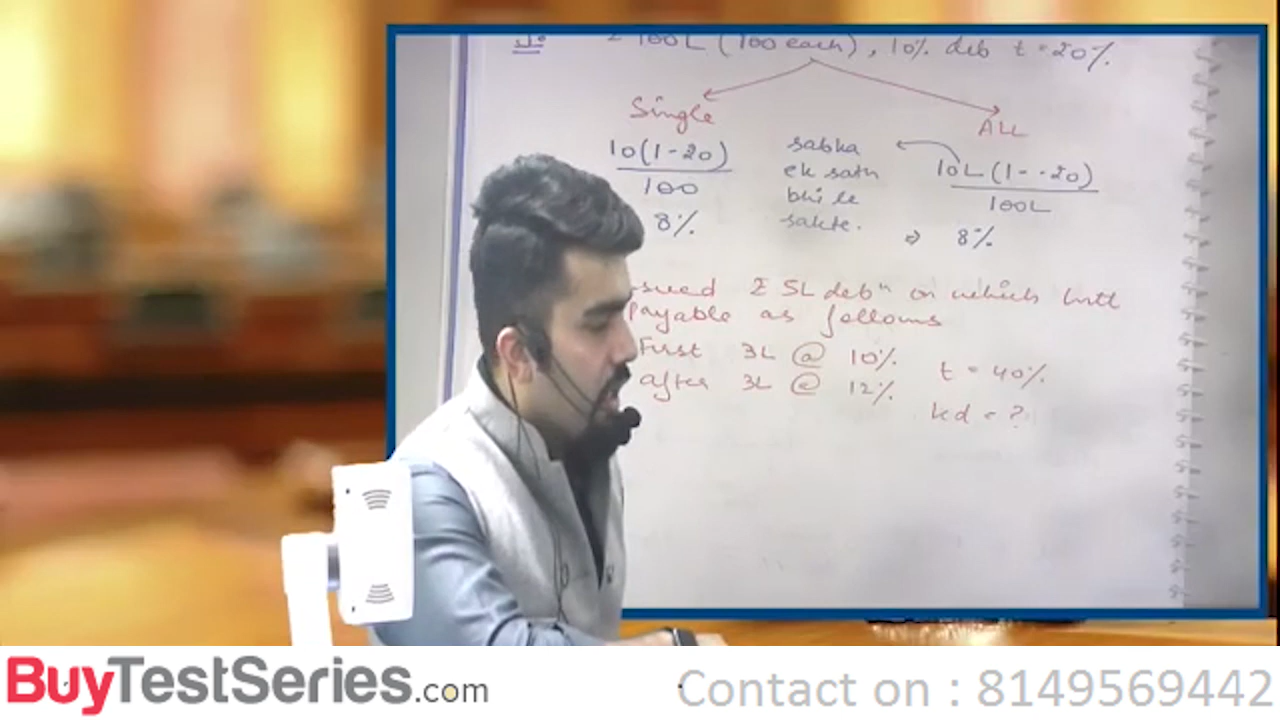 ₹ 100L (100 each), 10% deb t = 20%
Single
ALL
10(1-20)
100
8%
sabka
ek sath
bhi le
sakte.
10L (1-·20)
100L
⇒ 8%
sued ₹ 5L debⁿ on which Intt
Payable as follows
First 3L @ 10%
after 3L @ 12%
t = 40%
kd = ?
BuyTestSeries.com
Contact on : 8149569442